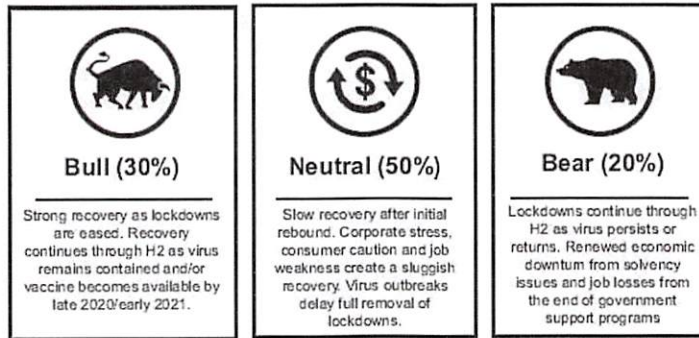 Bull (30%)
Strong recovery as lockdowns
are eased. Recovery
continues through H2 as virus
remains contained and/or
vaccine becomes available by
late 2020/early 2021.
$
Neutral (50%)
Slow recovery after initial
rebound. Corporate stress,
consumer caution and job
weakness create a sluggish
recovery. Virus outbreaks
delay full removal of
lockdowns.
Bear (20%)
Lockdowns continue through
H2 as virus persists or
returns. Renewed economic
downturn from solvency
issues and job losses from
the end of government
support programs